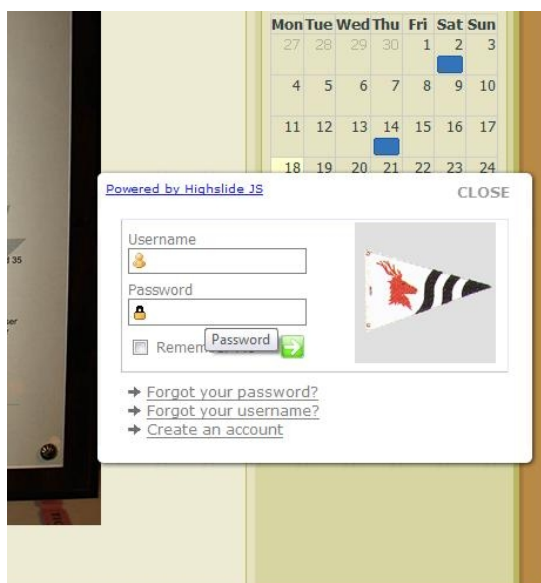 Mon Tue Wed Thu Fri Sat Sun
27 28 29 30 1 2 3
4 5 6 7 8 9 10
11 12 13 14 15 16 17
18 19 20 21 22 23 24
Powered by Highslide JS
CLOSE
35
Username
Password
Password
Forgot your password?
Forgot your username?
Create an account